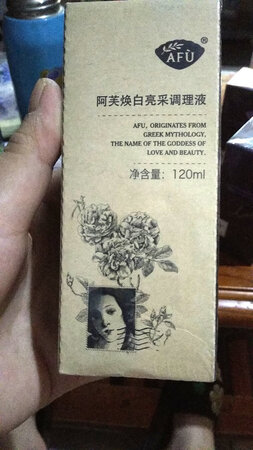 AFÙ®
阿芙焕白亮采调理液
AFU, ORIGINATES FROM
GREEK MYTHOLOGY,
THE NAME OF THE GODDESS OF
LOVE AND BEAUTY.
净含量：120ml